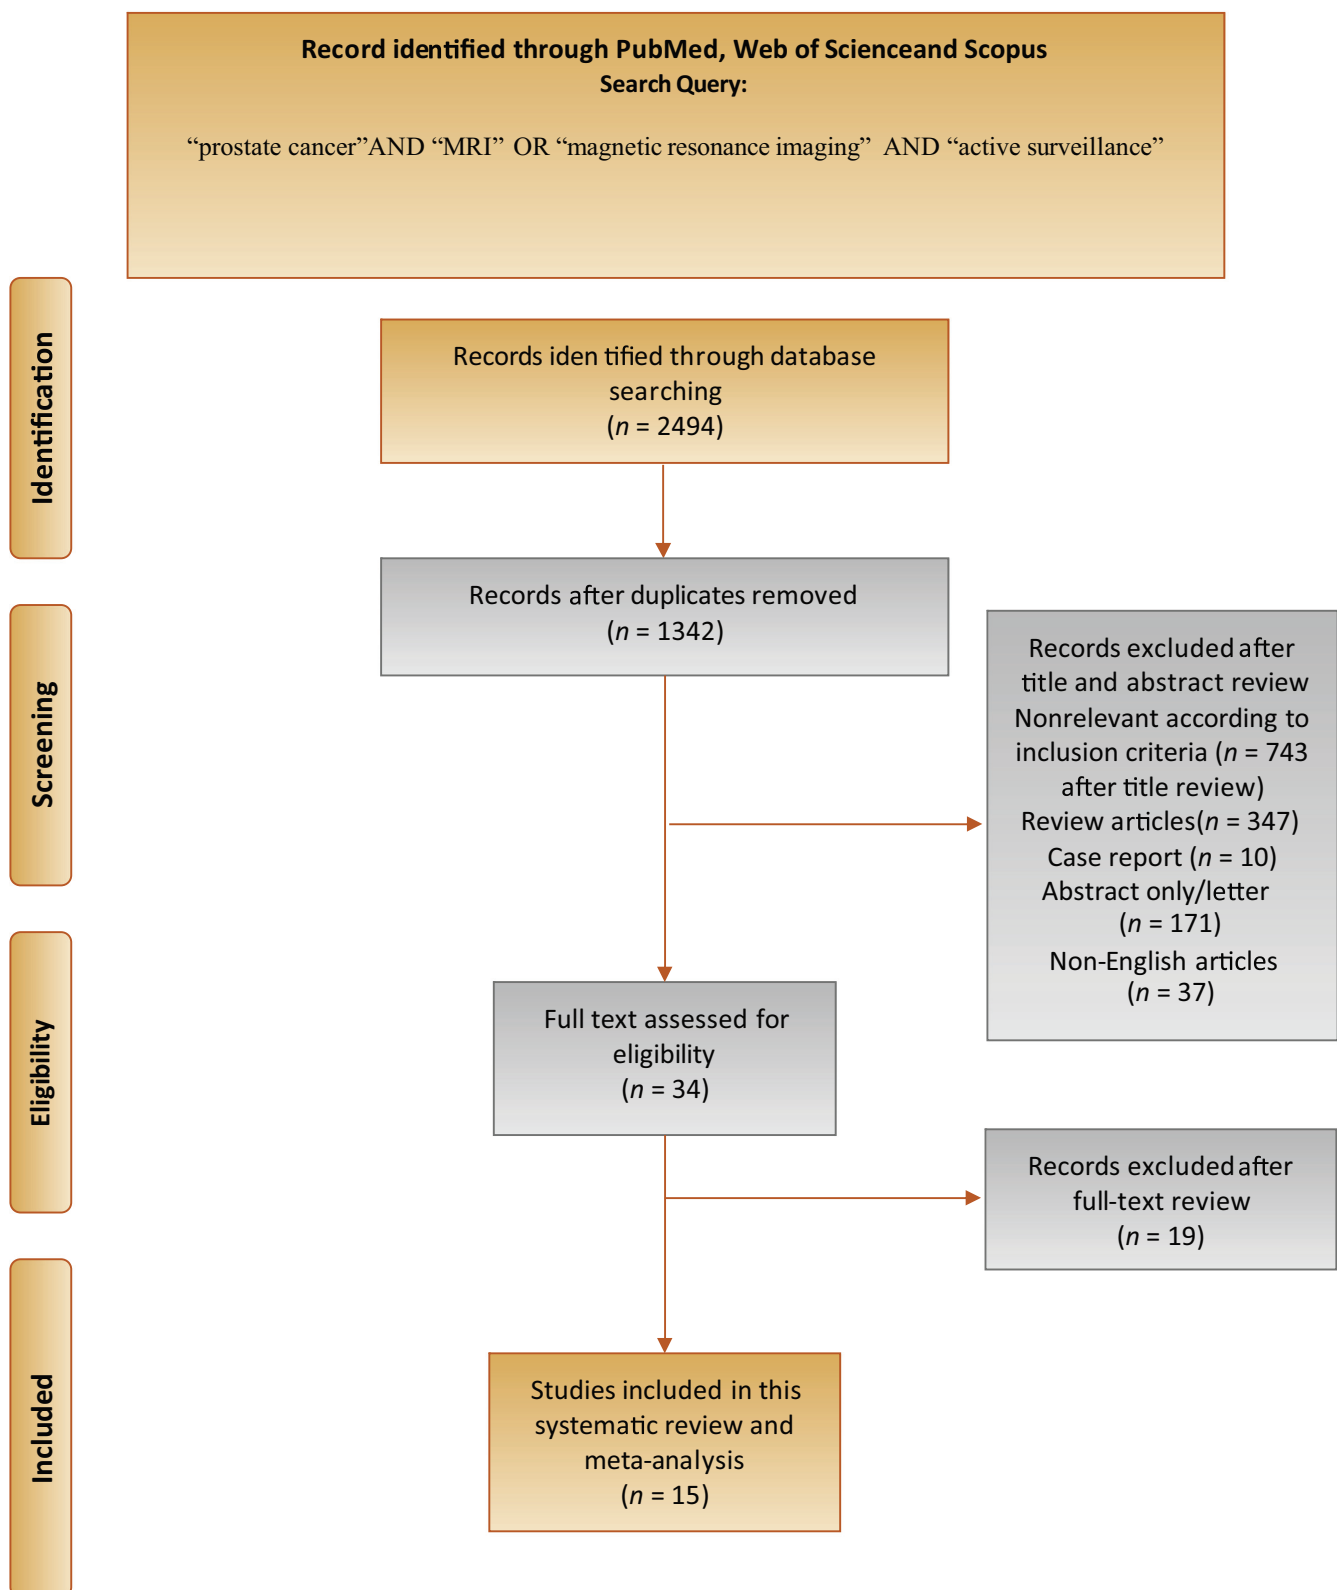 Record identified through PubMed, Web of Scienceand Scopus
Search Query:
“prostate cancer”AND “MRI” OR “magnetic resonance imaging” AND “active surveillance”
Identification
Records iden tified through database
searching
(n = 2494)
Records after duplicates removed
(n = 1342)
Screening
Records excluded after
title and abstract review
Nonrelevant according to
inclusion criteria (n = 743
after title review)
Review articles(n = 347)
Case report (n = 10)
Abstract only/letter
(n = 171)
Non-English articles
(n = 37)
Eligibility
Full text assessed for
eligibility
(n = 34)
Records excluded after
full-text review
(n = 19)
Included
Studies included in this
systematic review and
meta-analysis
(n = 15)